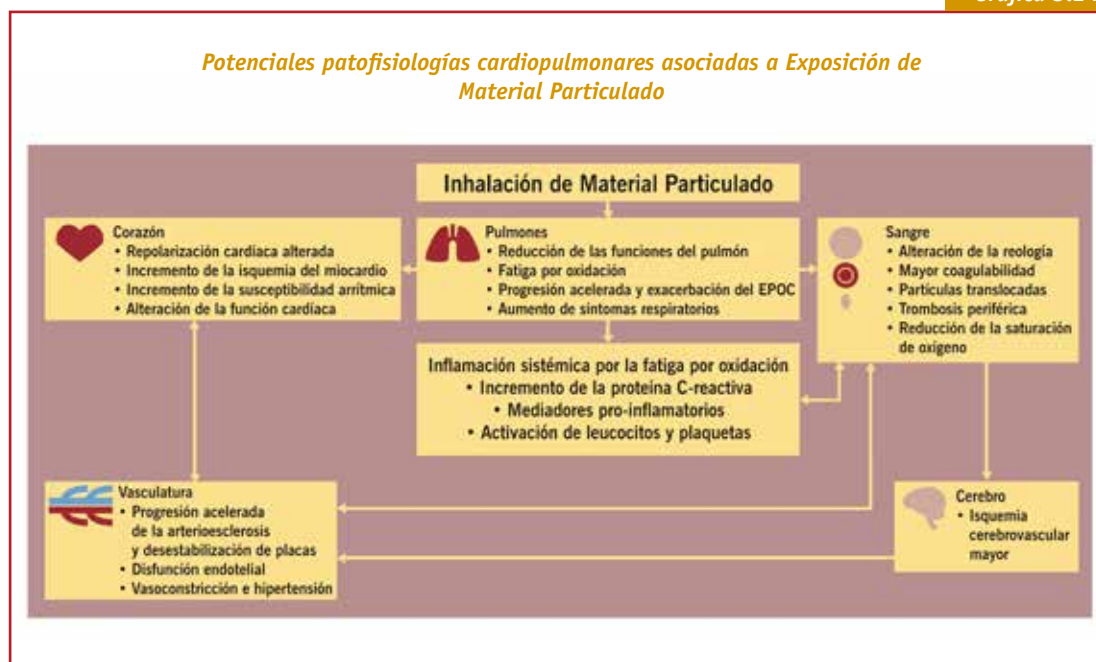 Potenciales patofisiologías cardiopulmonares asociadas a Exposición de
Material Particulado
Inhalación de Material Particulado
Corazón
• Repolarización cardíaca alterada
• Incremento de la isquemia del miocardio
• Incremento de la susceptibilidad arrítmica
• Alteración de la función cardíaca
Pulmones
• Reducción de las funciones del pulmón
• Fatiga por oxidación
• Progresión acelerada y exacerbación del EPOC
• Aumento de síntomas respiratorios
Sangre
• Alteración de la reología
• Mayor coagulabilidad
• Partículas translocadas
• Trombosis periférica
• Reducción de la saturación
de oxígeno
Inflamación sistémica por la fatiga por oxidación
• Incremento de la proteína C-reactiva
• Mediadores pro-inflamatorios
• Activación de leucocitos y plaquetas
Vasculatura
• Progresión acelerada
de la arterioesclerosis
y desestabilización de placas
• Disfunción endotelial
• Vasoconstricción e hipertensión
Cerebro
• Isquemia
cerebrovascular
mayor